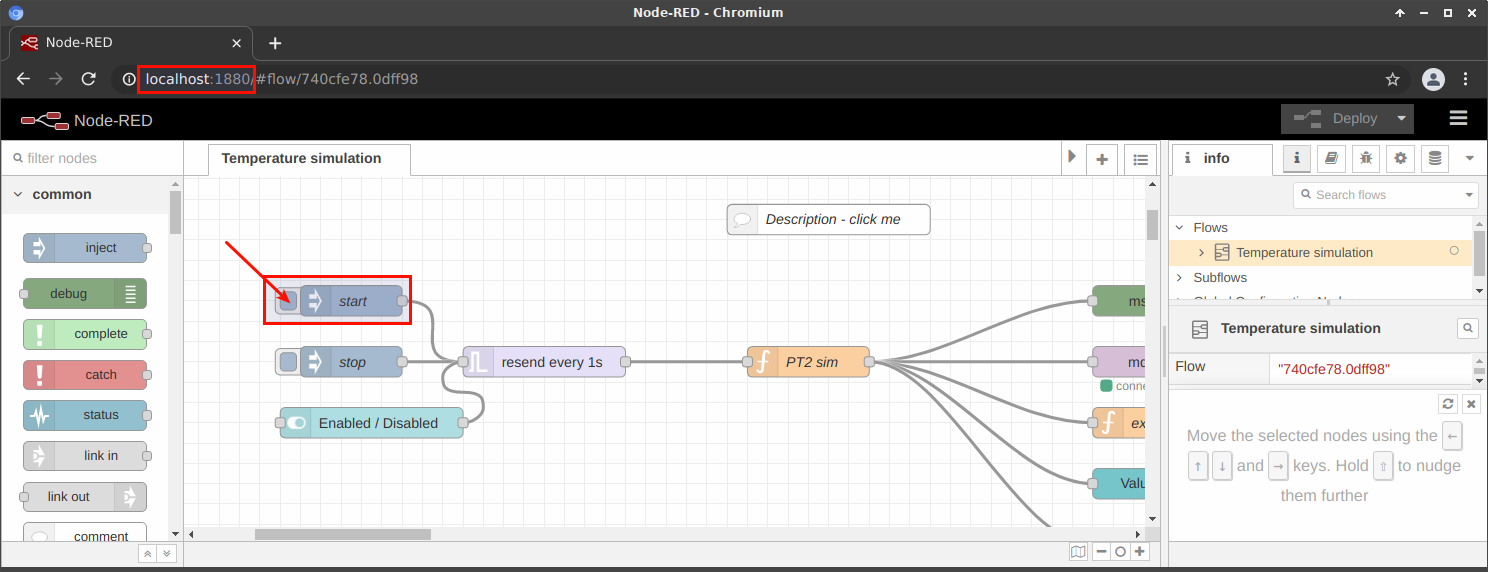 Node-RED - Chromium
Node-RED
localhost:1880/#flow/740cfe78.0dff98
Node-RED
Deploy
filter nodes
Temperature simulation
info
common
Search flows
Description - click me
Flows
inject
Temperature simulation
debug
start
Subflows
ms
complete
Temperature simulation
stop
resend every 1s
PT2 sim
mo
catch
Flow
"740cfe78.0dff98"
conne
status
Enabled / Disabled
ex
Move the selected nodes using the ←
link in
↑ ↓ and → keys. Hold ⇧ to nudge
them further
link out
Valu
comment